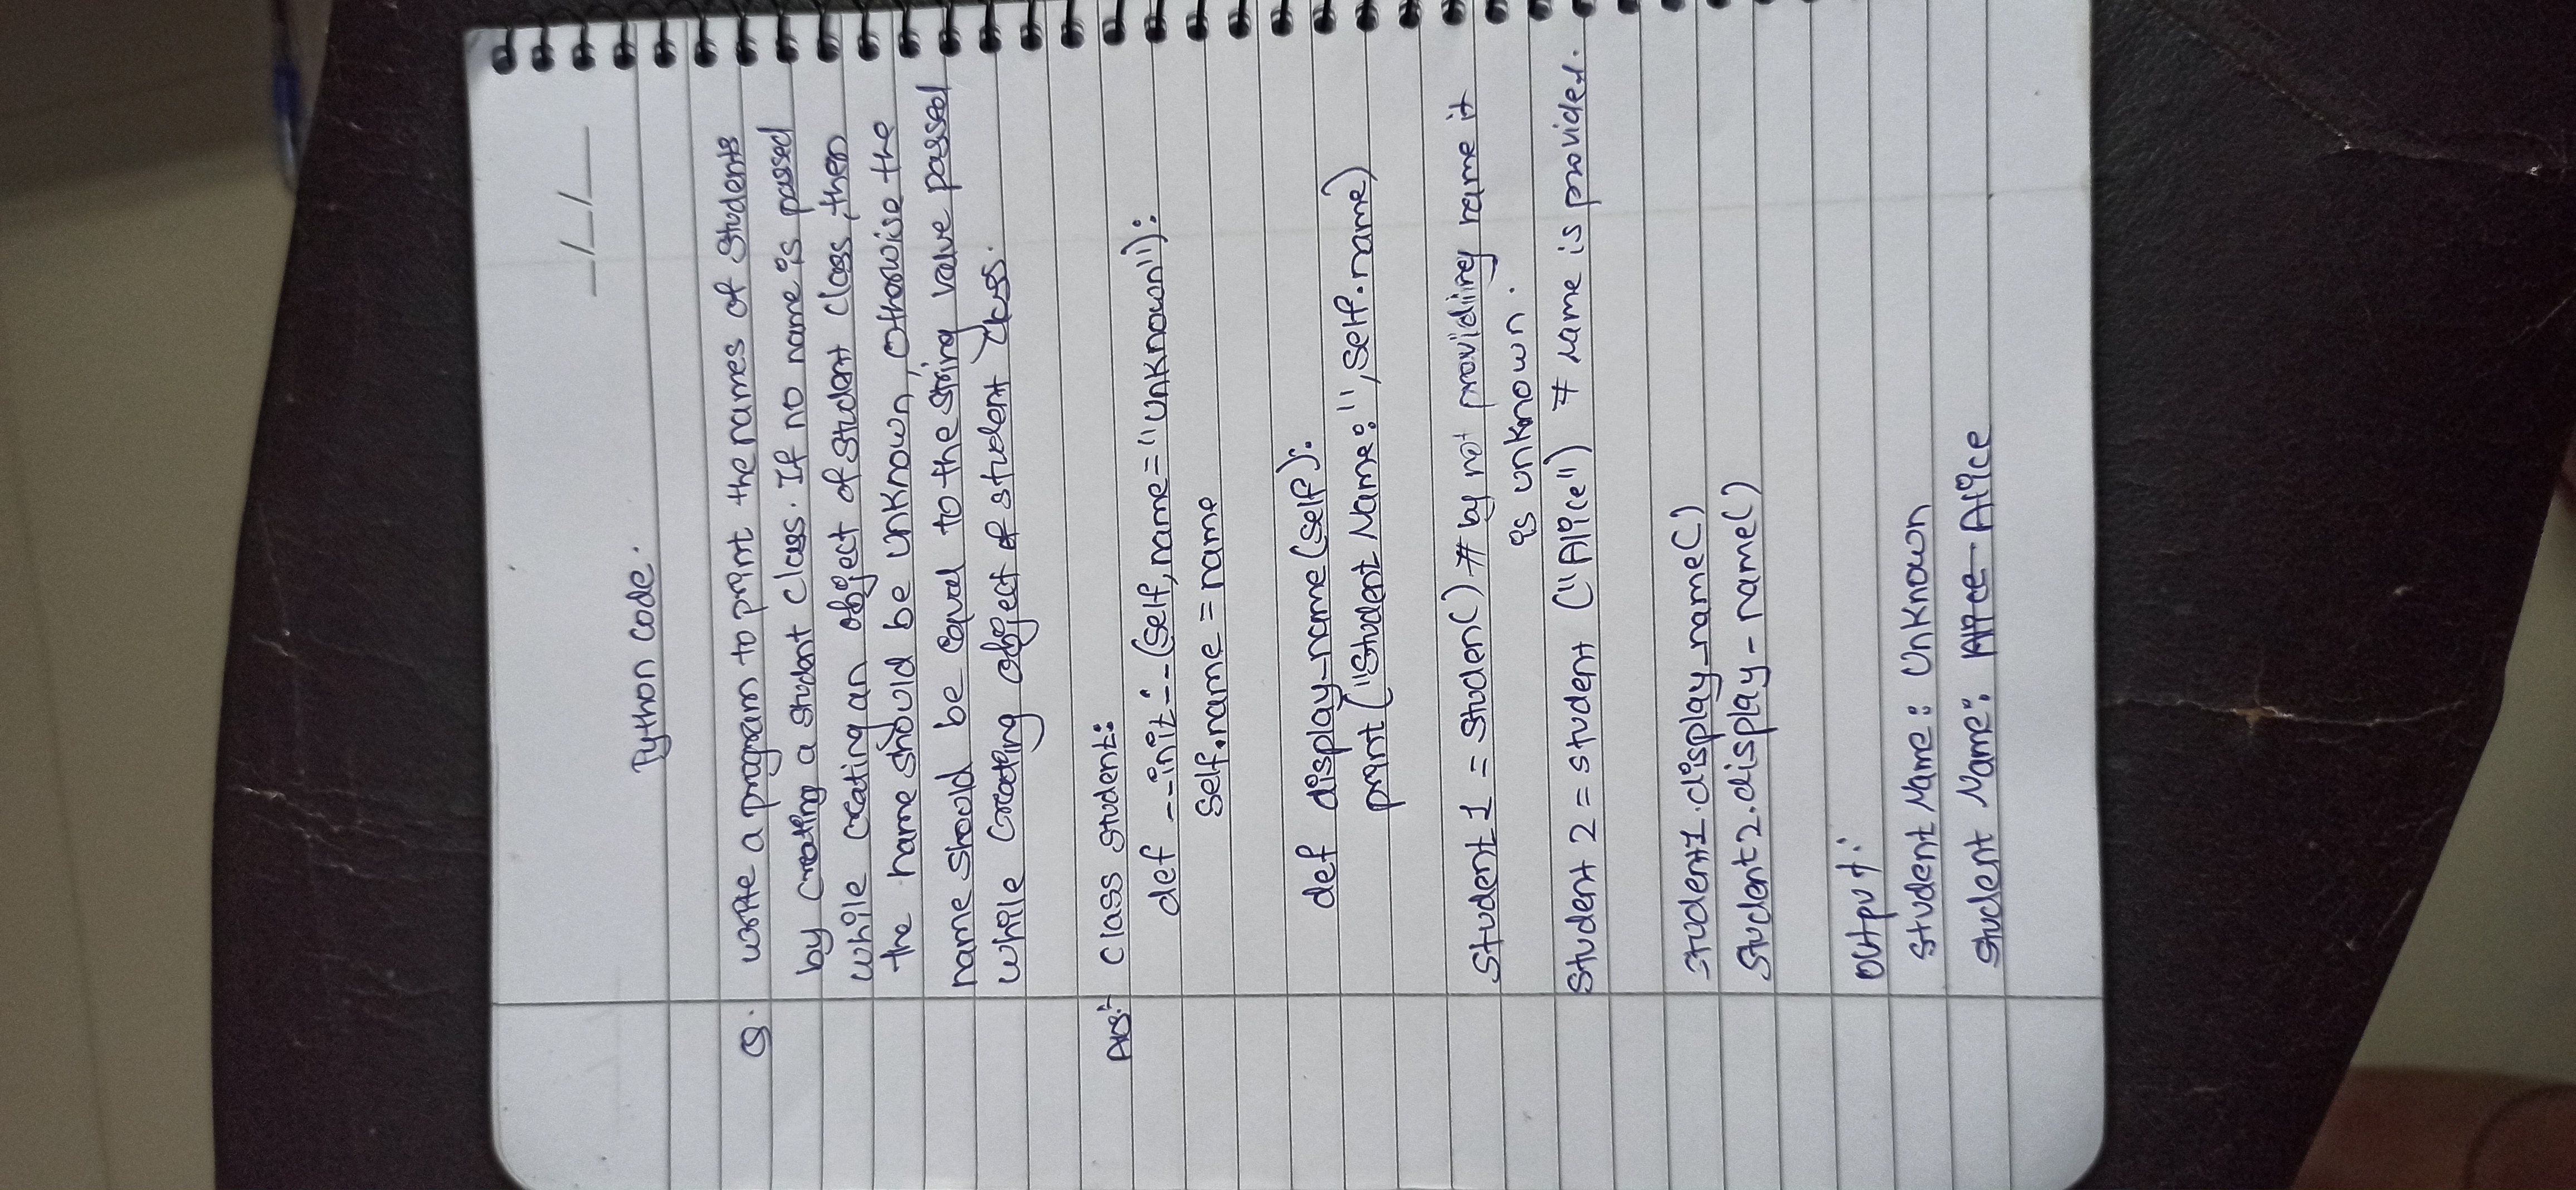 _/_/__
Python code.
Q. write a program to print the names of Students
by creating a student class. If no name is passed
while creating an object of student class, then
the name should be unknown, otherwise the
name should be equal to the string value passed
while creating object of student class.
Ans:- class student:
def __init__(self, name="Unknown"):
self.name = name
def display_name(self):
print("Student Name:", self.name)
Student 1 = Studen() # by not providiing name it
is unknown.
Student 2 = student ("Alice") # name is provided.
student1.display_name()
Student2.display_name()
Output:
Student Name: Unknown
Student Name: Alice Alice